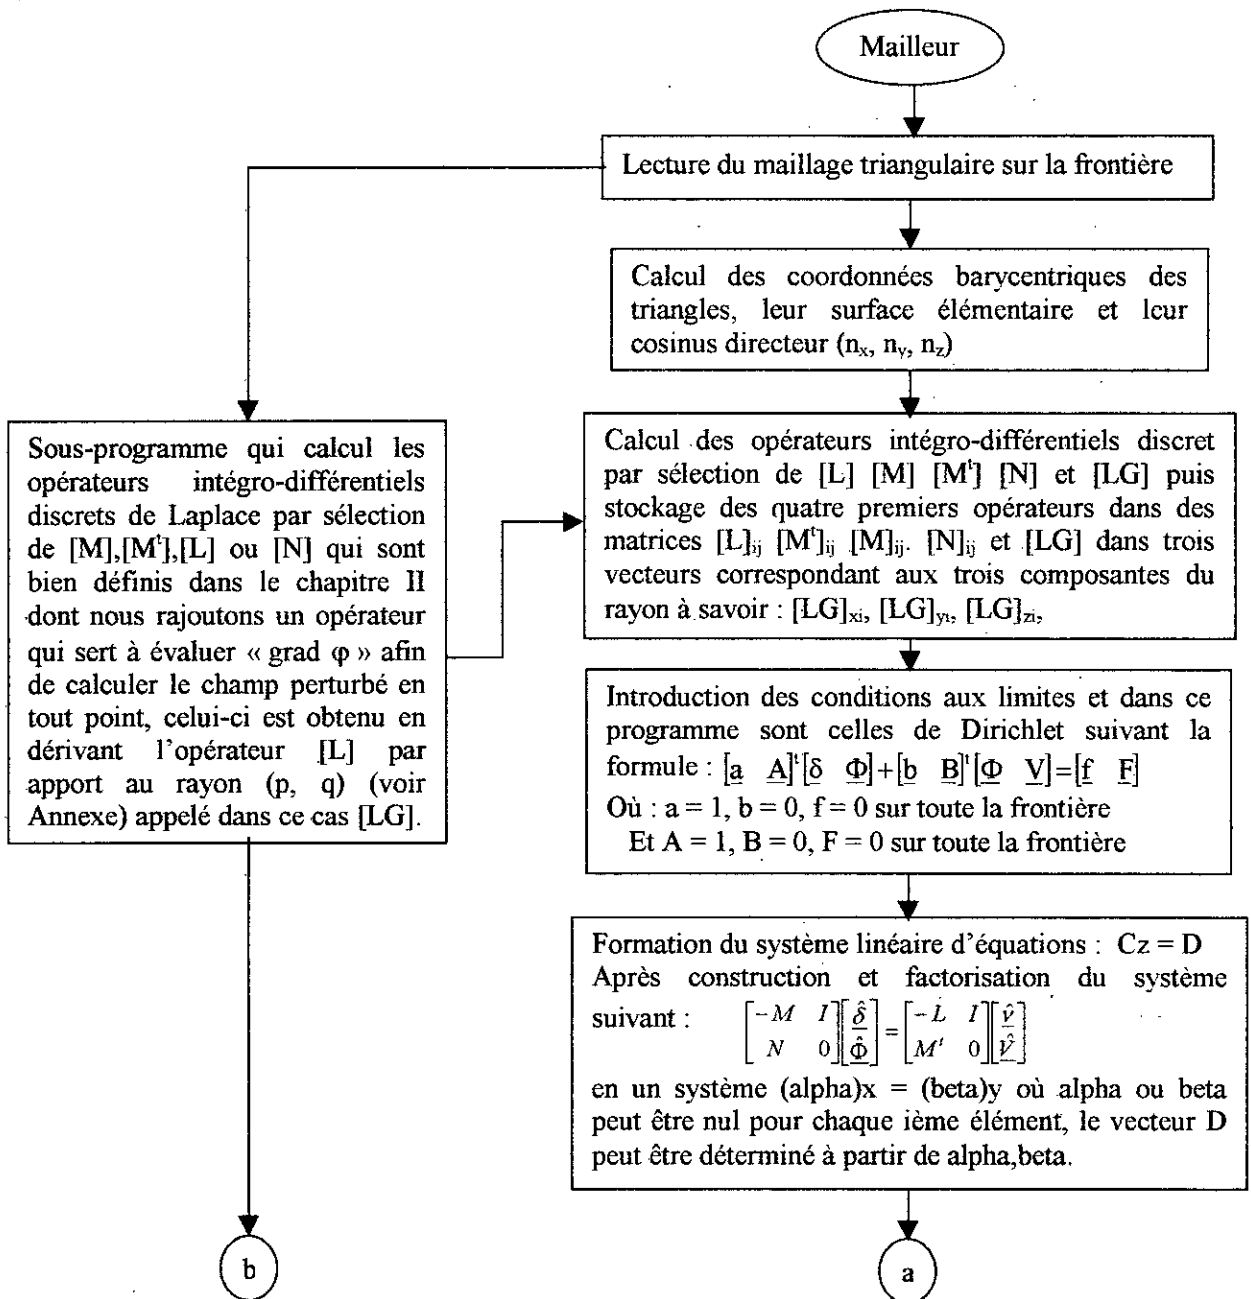 Mailleur
Lecture du maillage triangulaire sur la frontière
Calcul des coordonnées barycentriques des
triangles, leur surface élémentaire et leur
cosinus directeur (nₓ, n_y, n_z)
Sous-programme qui calcul les
opérateurs intégro-différentiels
discrets de Laplace par sélection
de [M],[Mᵗ],[L] ou [N] qui sont
bien définis dans le chapitre II
dont nous rajoutons un opérateur
qui sert à évaluer « grad φ » afin
de calculer le champ perturbé en
tout point, celui-ci est obtenu en
dérivant l'opérateur [L] par
apport au rayon (p, q) (voir
Annexe) appelé dans ce cas [LG].
Calcul des opérateurs intégro-différentiels discret
par sélection de [L] [M] [Mᵗ] [N] et [LG] puis
stockage des quatre premiers opérateurs dans des
matrices [L]ᵢⱼ [Mᵗ]ᵢⱼ [M]ᵢⱼ. [N]ᵢⱼ et [LG] dans trois
vecteurs correspondant aux trois composantes du
rayon à savoir : [LG]ₓᵢ, [LG]_yi, [LG]_zi,
Introduction des conditions aux limites et dans ce
programme sont celles de Dirichlet suivant la
formule : [a A]ᵗ[δ Φ]+[b B]ᵗ[Φ V]=[f F]
Où : a = 1, b = 0, f = 0 sur toute la frontière
Et A = 1, B = 0, F = 0 sur toute la frontière
Formation du système linéaire d'équations : Cz = D
Après construction et factorisation du système
suivant : [-M I; N 0][δ̂; Φ̂] = [-L I; Mᵗ 0][v̂; V̂]
en un système (alpha)x = (beta)y où alpha ou beta
peut être nul pour chaque ième élément, le vecteur D
peut être déterminé à partir de alpha,beta.
b
a